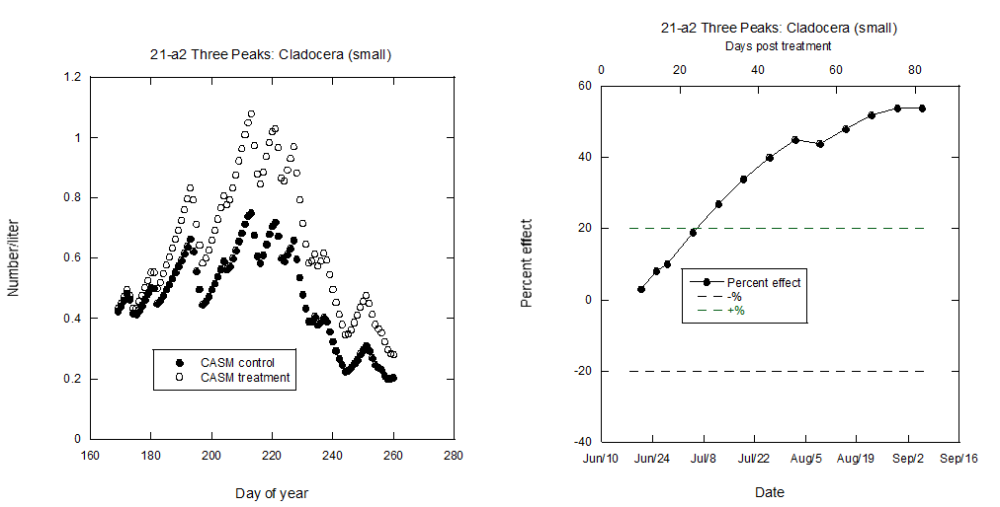 21-a2 Three Peaks: Cladocera (small)
1.2
1
0.8
0.6
0.4
0.2
0
Number/liter
CASM control
CASM treatment
160 180 200 220 240 260 280
Day of year
21-a2 Three Peaks: Cladocera (small)
Days post treatment
0 20 40 60 80
60
40
20
0
-20
-40
Percent effect
Percent effect
-%
+%
Jun/10 Jun/24 Jul/8 Jul/22 Aug/5 Aug/19 Sep/2 Sep/16
Date